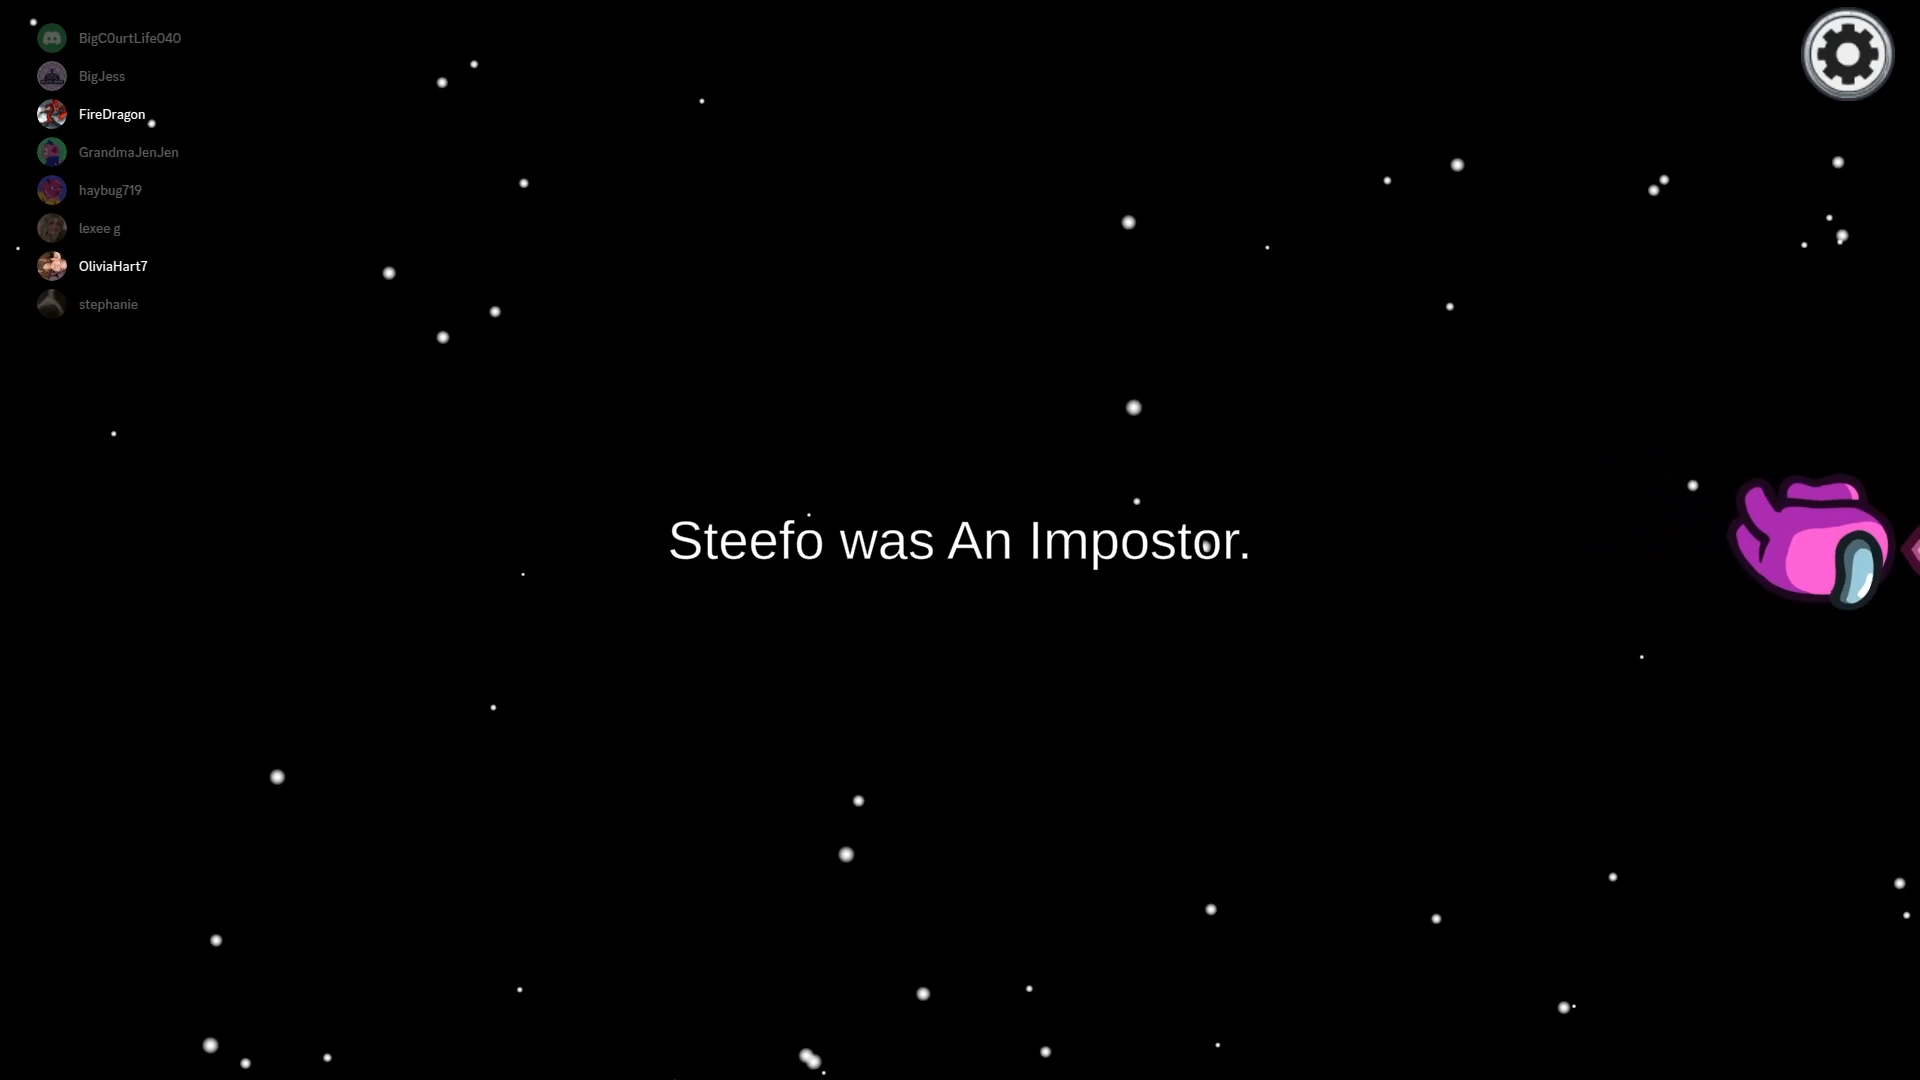 BigC0urtLife040
BigJess
FireDragon
GrandmaJenJen
haybug719
lexee g
OliviaHart7
stephanie
Steefo was An Impostor.